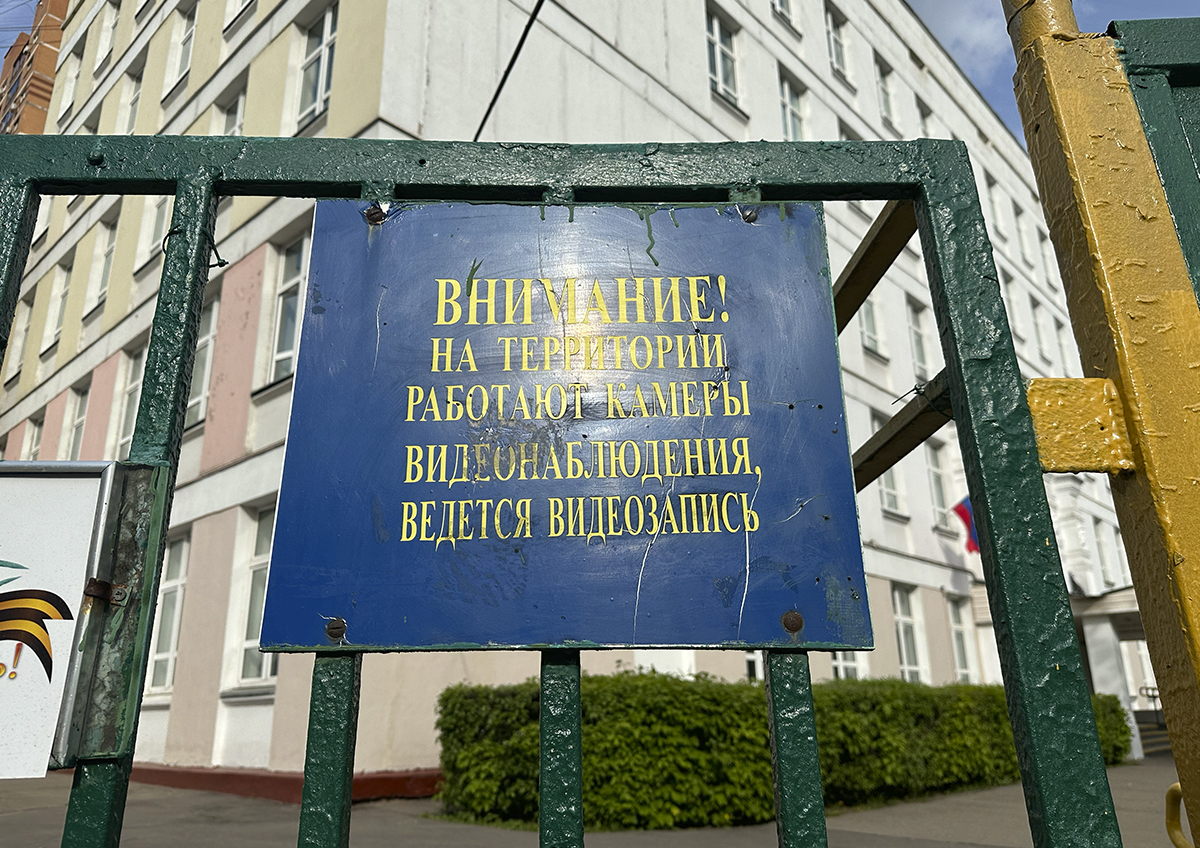 ВНИМАНИЕ!
НА ТЕРРИТОРИИ
РАБОТАЮТ КАМЕРЫ
ВИДЕОНАБЛЮДЕНИЯ,
ВЕДЕТСЯ ВИДЕОЗАПИСЬ